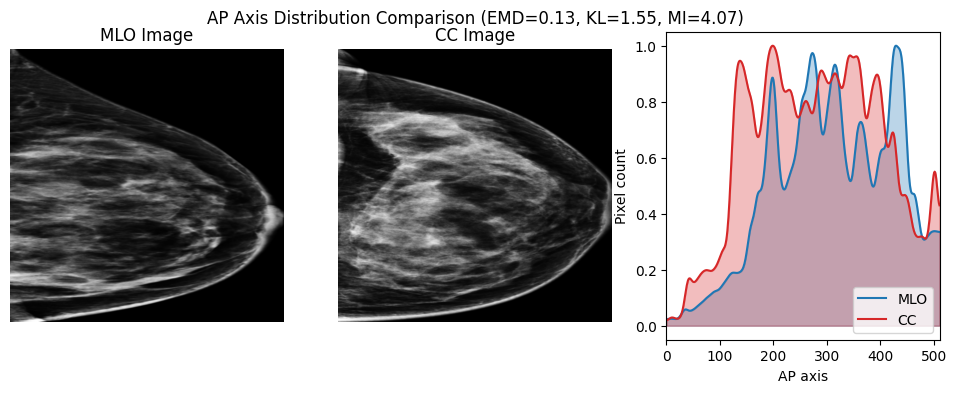 AP Axis Distribution Comparison (EMD=0.13, KL=1.55, MI=4.07)
MLO Image
CC Image
Pixel count
1.0
0.8
0.6
0.4
0.2
0.0
MLO
CC
0 100 200 300 400 500
AP axis